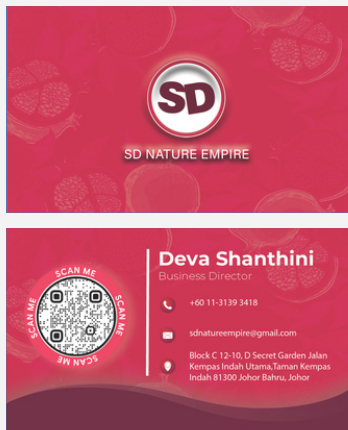 SD
SD NATURE EMPIRE
Deva Shanthini
Business Director
SCAN ME
SCAN ME
SCAN ME
SCAN ME
+60 11-3139 3418
sdnatureempire@gmail.com
Block C 12-10, D Secret Garden Jalan
Kempas Indah Utama,Taman Kempas
Indah 81300 Johor Bahru, Johor